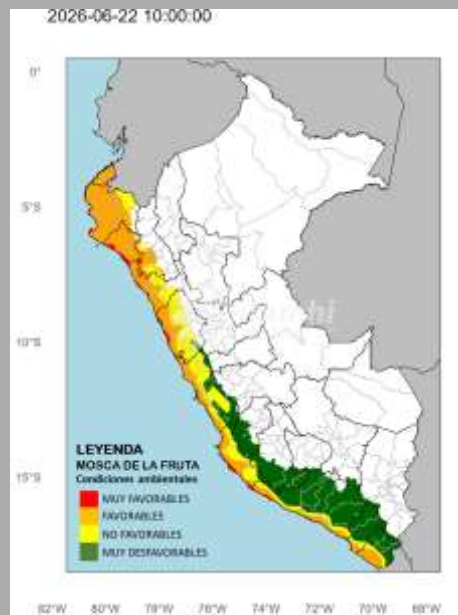 2026-06-22 10:00:00
0°
5°S
10°S
15°S
LEYENDA
MOSCA DE LA FRUTA
Condiciones ambientales
MUY FAVORABLES
FAVORABLES
NO FAVORABLES
MUY DESFAVORABLES
82°W 80°W 78°W 76°W 74°W 72°W 70°W 68°W